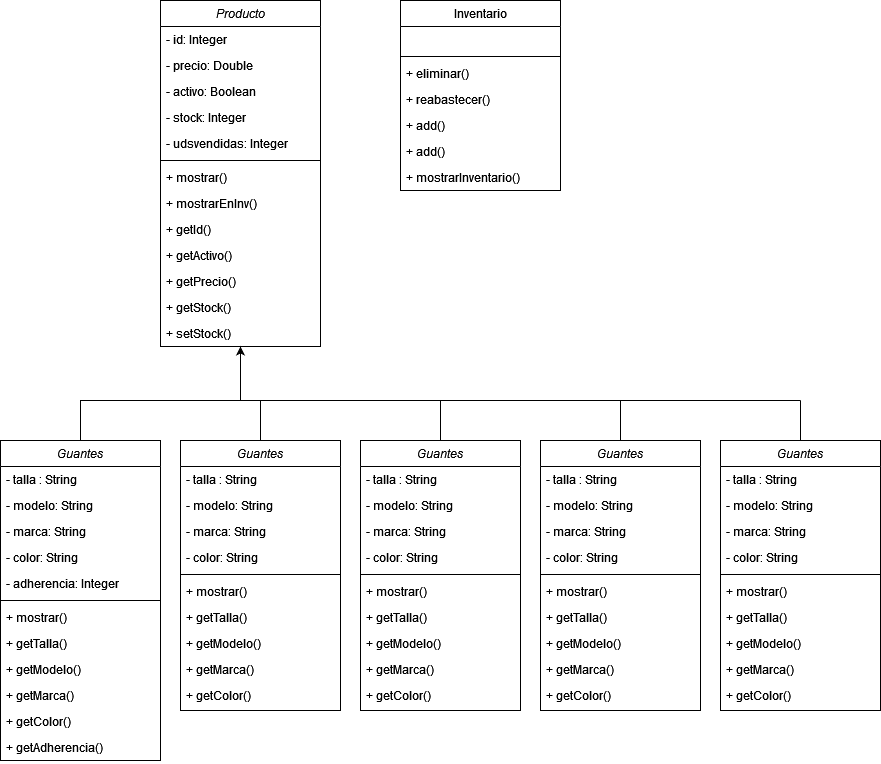 Producto
- id: Integer
- precio: Double
- activo: Boolean
- stock: Integer
- udsvendidas: Integer
+ mostrar()
+ mostrarEnInv()
+ getId()
+ getActivo()
+ getPrecio()
+ getStock()
+ setStock()
Inventario
+ eliminar()
+ reabastecer()
+ add()
+ add()
+ mostrarInventario()
Guantes
- talla : String
- modelo: String
- marca: String
- color: String
- adherencia: Integer
+ mostrar()
+ getTalla()
+ getModelo()
+ getMarca()
+ getColor()
+ getAdherencia()
Guantes
- talla : String
- modelo: String
- marca: String
- color: String
+ mostrar()
+ getTalla()
+ getModelo()
+ getMarca()
+ getColor()
Guantes
- talla : String
- modelo: String
- marca: String
- color: String
+ mostrar()
+ getTalla()
+ getModelo()
+ getMarca()
+ getColor()
Guantes
- talla : String
- modelo: String
- marca: String
- color: String
+ mostrar()
+ getTalla()
+ getModelo()
+ getMarca()
+ getColor()
Guantes
- talla : String
- modelo: String
- marca: String
- color: String
+ mostrar()
+ getTalla()
+ getModelo()
+ getMarca()
+ getColor()